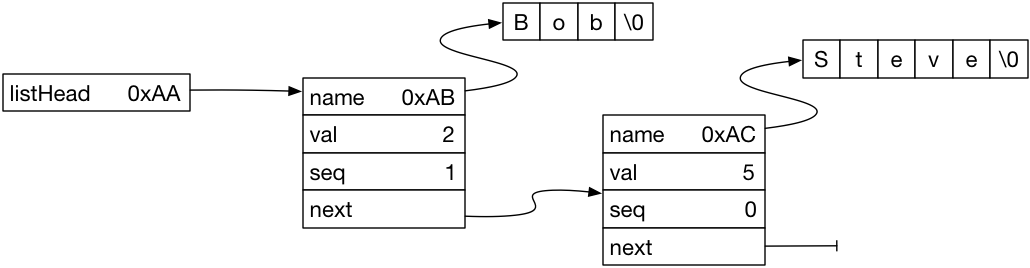 B o b \0
S t e v e \0
listHead 0xAA
name 0xAB
val 2
seq 1
next
name 0xAC
val 5
seq 0
next